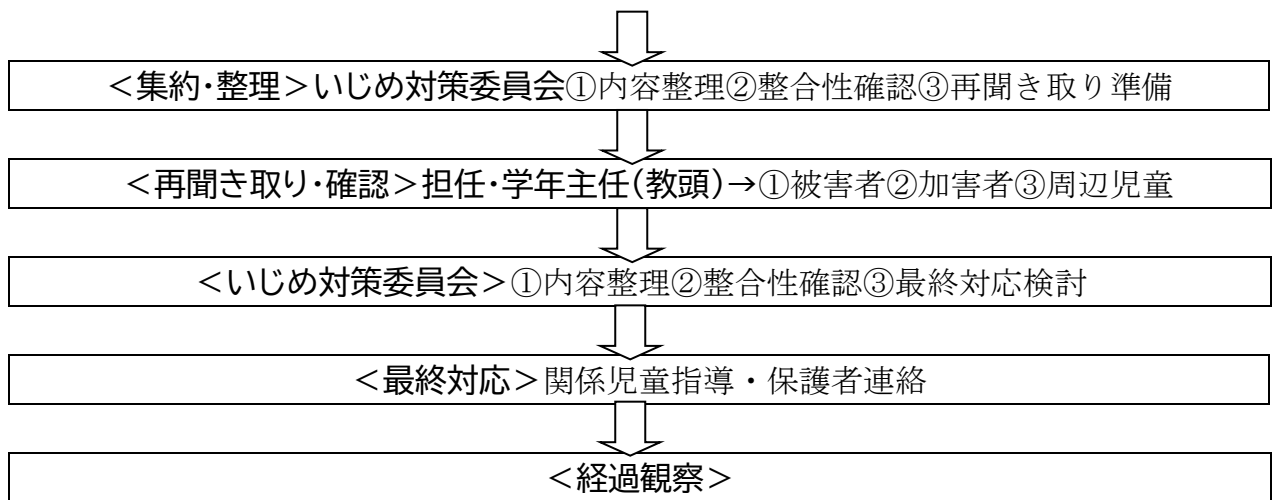 ＜集約・整理＞いじめ対策委員会①内容整理②整合性確認③再聞き取り準備
＜再聞き取り・確認＞担任・学年主任（教頭）→①被害者②加害者③周辺児童
＜いじめ対策委員会＞①内容整理②整合性確認③最終対応検討
＜最終対応＞関係児童指導・保護者連絡
＜経過観察＞